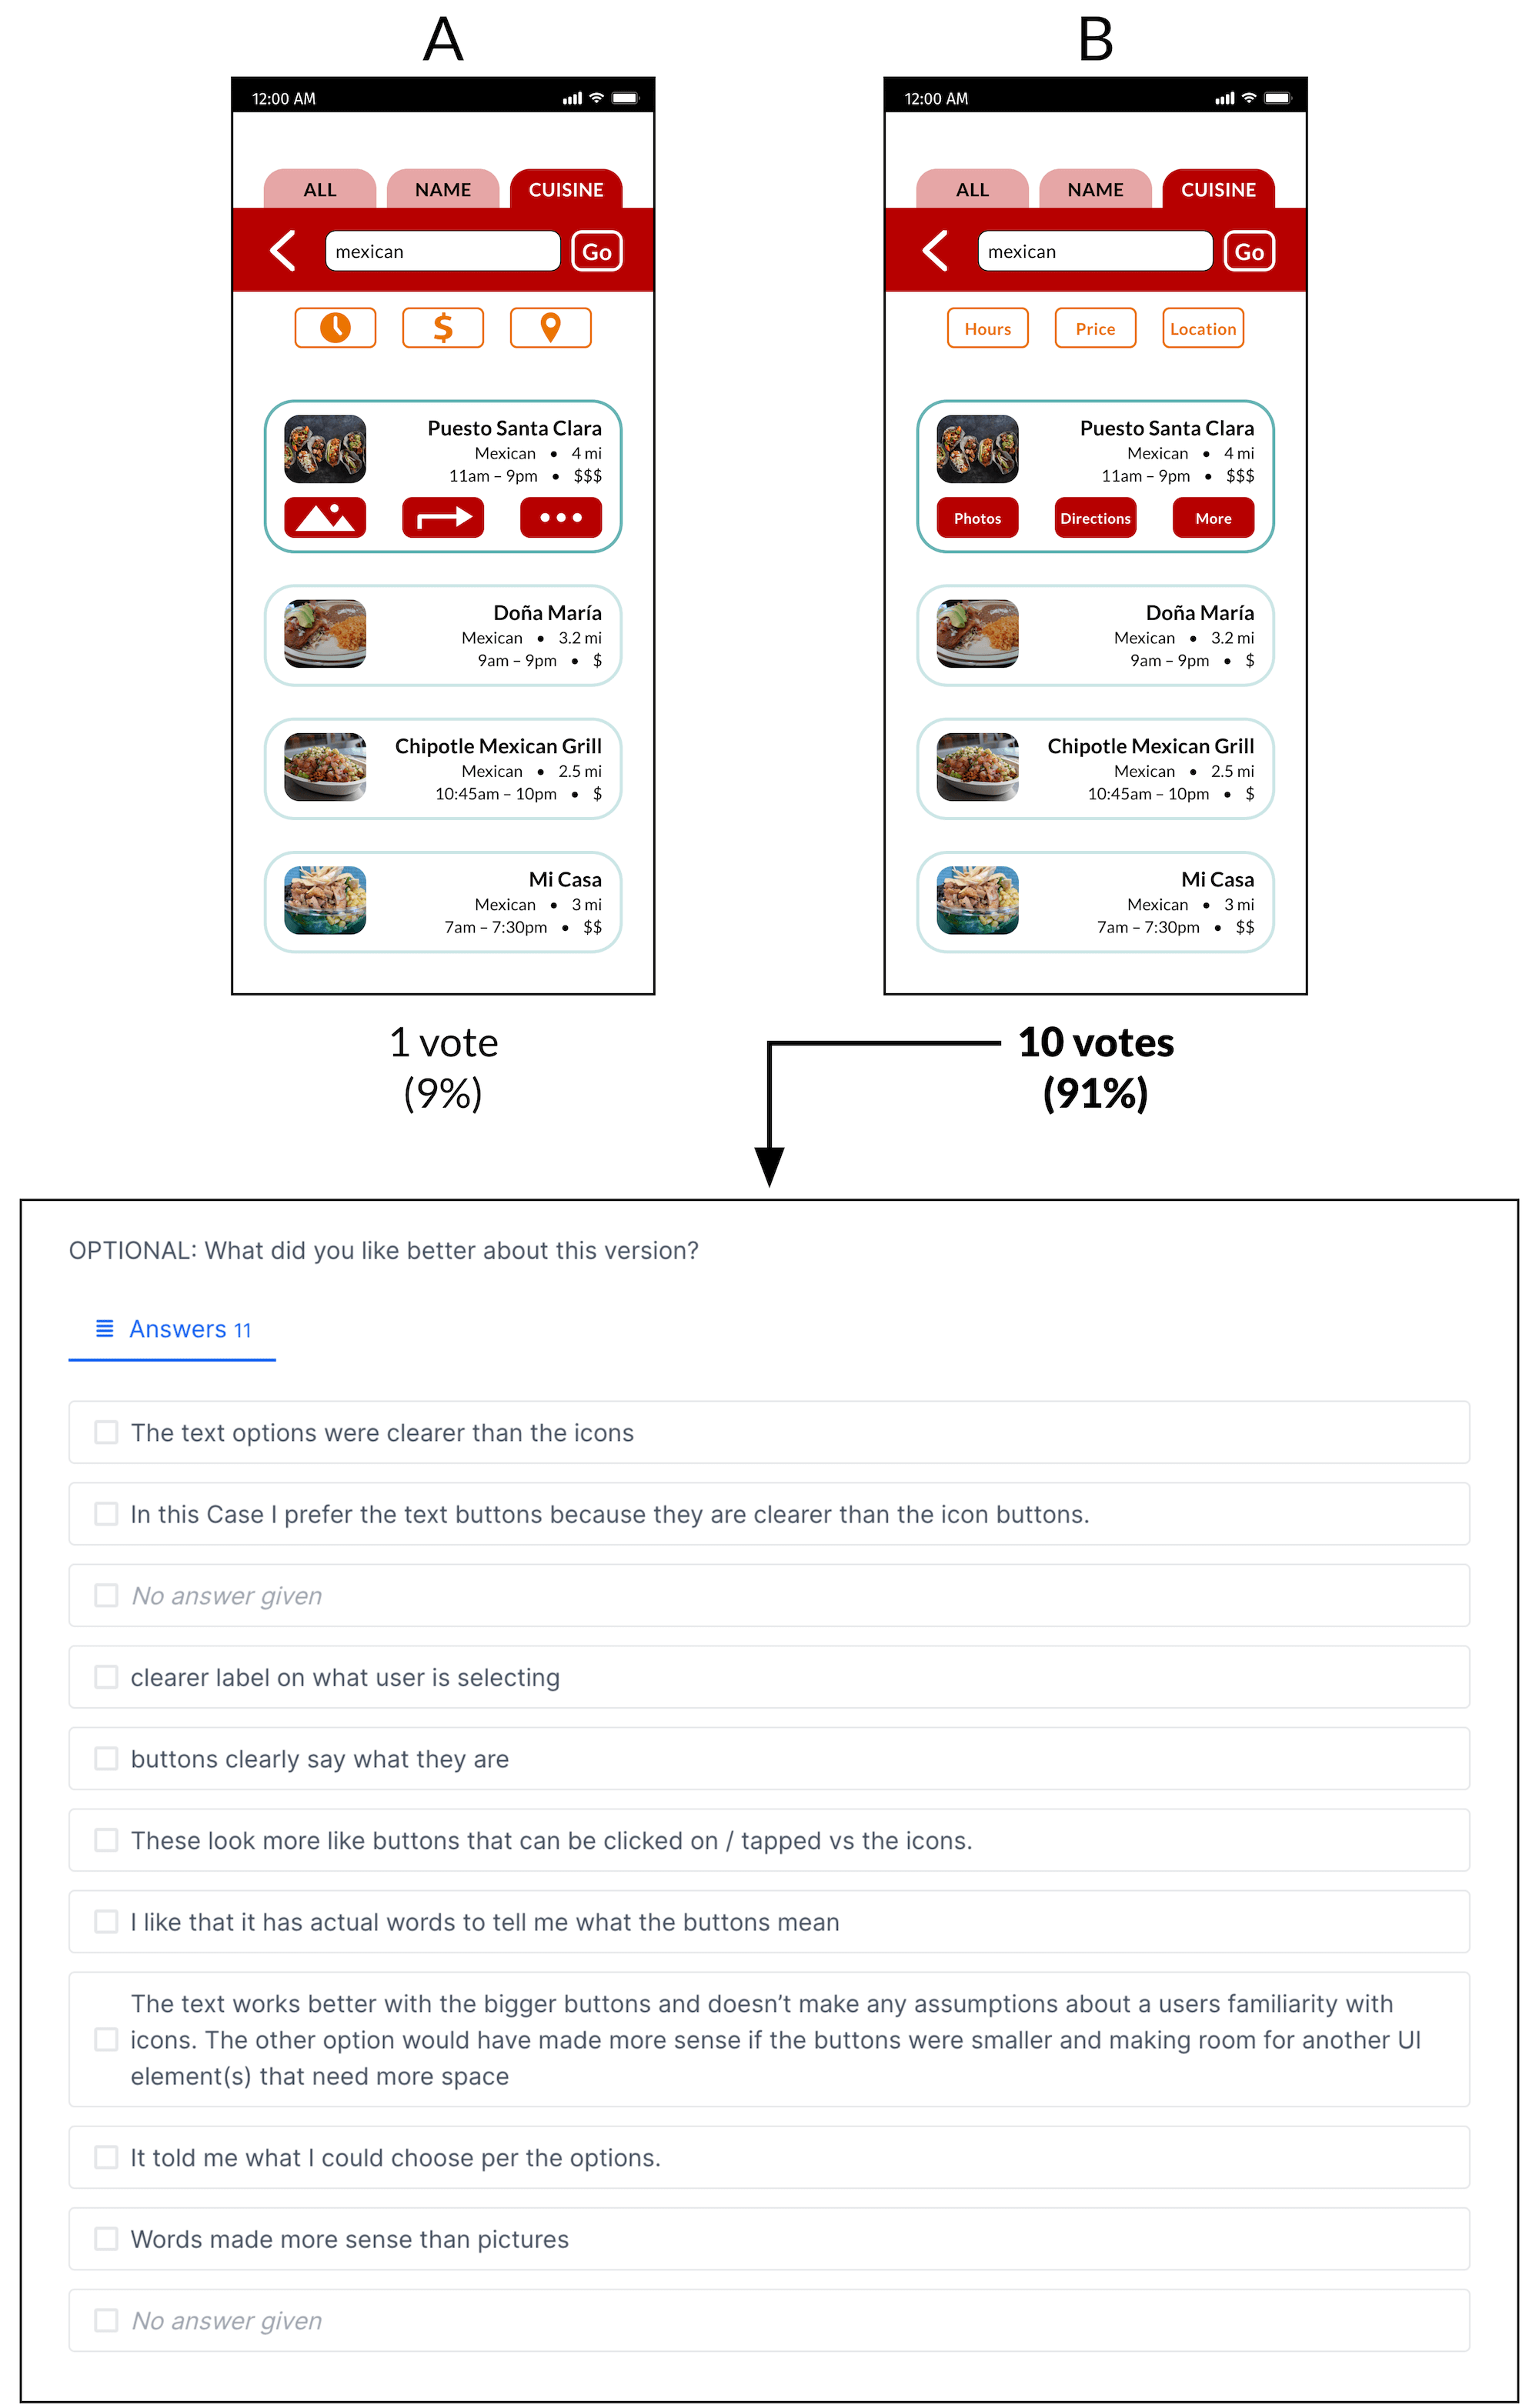 A
B
12:00 AM
ALL
NAME
CUISINE
mexican
Go
$
Puesto Santa Clara
Mexican • 4 mi
11am – 9pm • $$$
Doña María
Mexican • 3.2 mi
9am – 9pm • $
Chipotle Mexican Grill
Mexican • 2.5 mi
10:45am – 10pm • $
Mi Casa
Mexican • 3 mi
7am – 7:30pm • $$
12:00 AM
ALL
NAME
CUISINE
mexican
Go
Hours
Price
Location
Puesto Santa Clara
Mexican • 4 mi
11am – 9pm • $$$
Photos
Directions
More
Doña María
Mexican • 3.2 mi
9am – 9pm • $
Chipotle Mexican Grill
Mexican • 2.5 mi
10:45am – 10pm • $
Mi Casa
Mexican • 3 mi
7am – 7:30pm • $$
1 vote
(9%)
10 votes
(91%)
OPTIONAL: What did you like better about this version?
Answers 11
The text options were clearer than the icons
In this Case I prefer the text buttons because they are clearer than the icon buttons.
No answer given
clearer label on what user is selecting
buttons clearly say what they are
These look more like buttons that can be clicked on / tapped vs the icons.
I like that it has actual words to tell me what the buttons mean
The text works better with the bigger buttons and doesn’t make any assumptions about a users familiarity with
icons. The other option would have made more sense if the buttons were smaller and making room for another UI
element(s) that need more space
It told me what I could choose per the options.
Words made more sense than pictures
No answer given